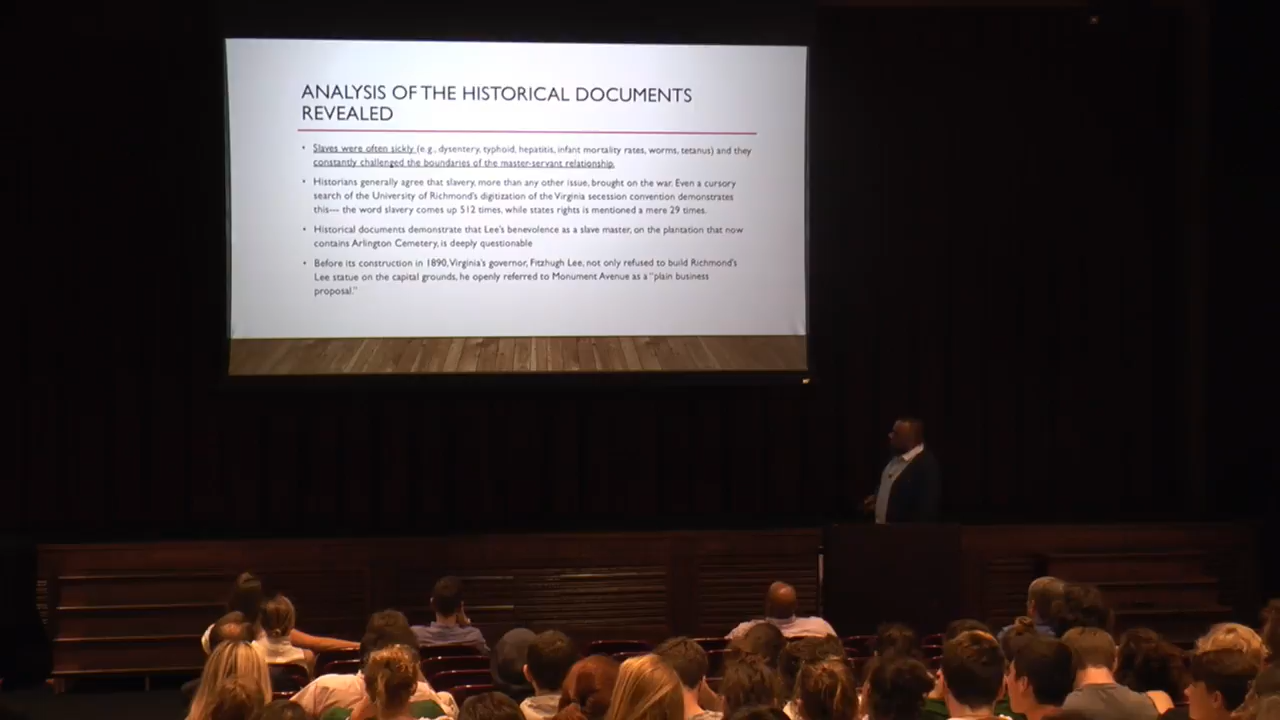 ANALYSIS OF THE HISTORICAL DOCUMENTS
REVEALED
• Slaves were often sickly (e.g., dysentery, typhoid, hepatitis, infant mortality rates, worms, tetanus) and they
constantly challenged the boundaries of the master-servant relationship.
• Historians generally agree that slavery, more than any other issue, brought on the war. Even a cursory
search of the University of Richmond's digitization of the Virginia secession convention demonstrates
this— the word slavery comes up 512 times, while states rights is mentioned a mere 29 times.
• Historical documents demonstrate that Lee's benevolence as a slave master, on the plantation that now
contains Arlington Cemetery, is deeply questionable
• Before its construction in 1890, Virginia's governor, Fitzhugh Lee, not only refused to build Richmond's
Lee statue on the capital grounds, he openly referred to Monument Avenue as a "plain business
proposal."